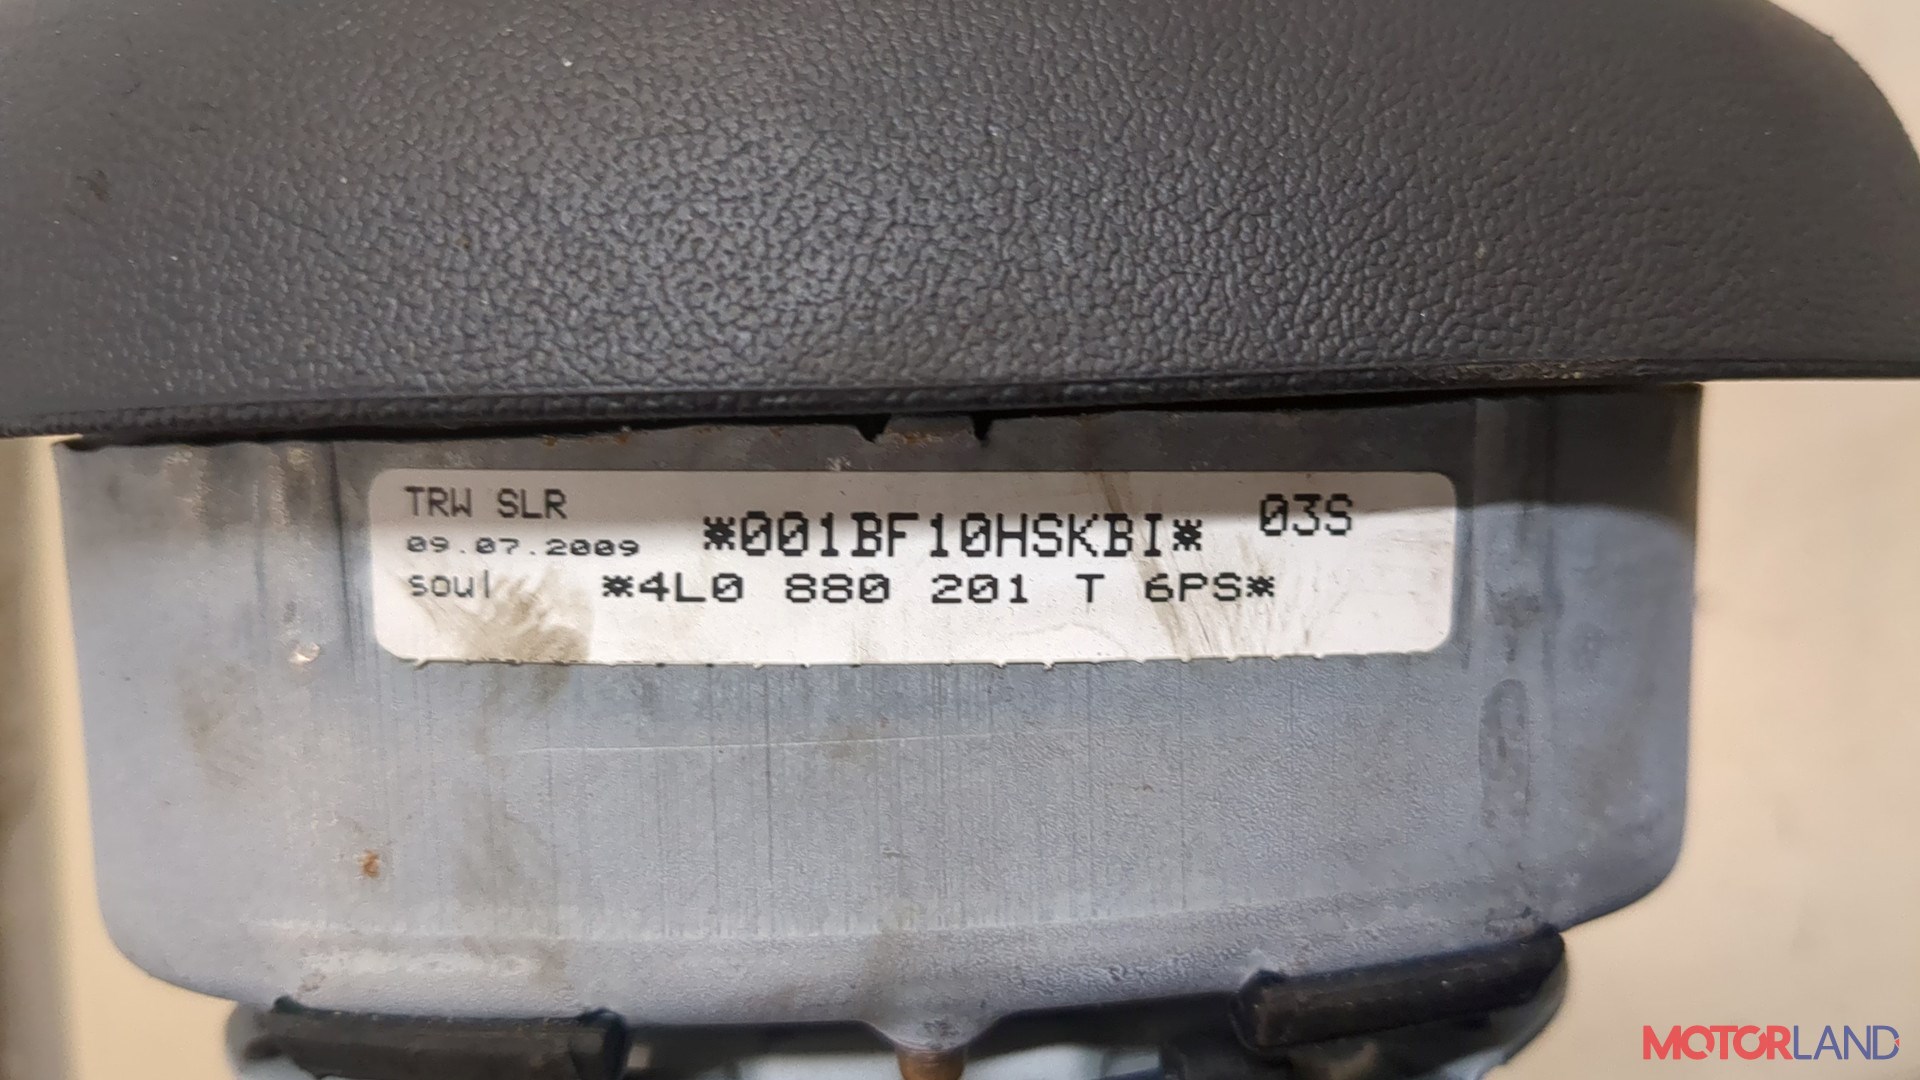 TRW SLR
09.07.2009
soul
*001BF10HSKBI*
03S
*4L0 880 201 T 6PS*
MOTORLAND